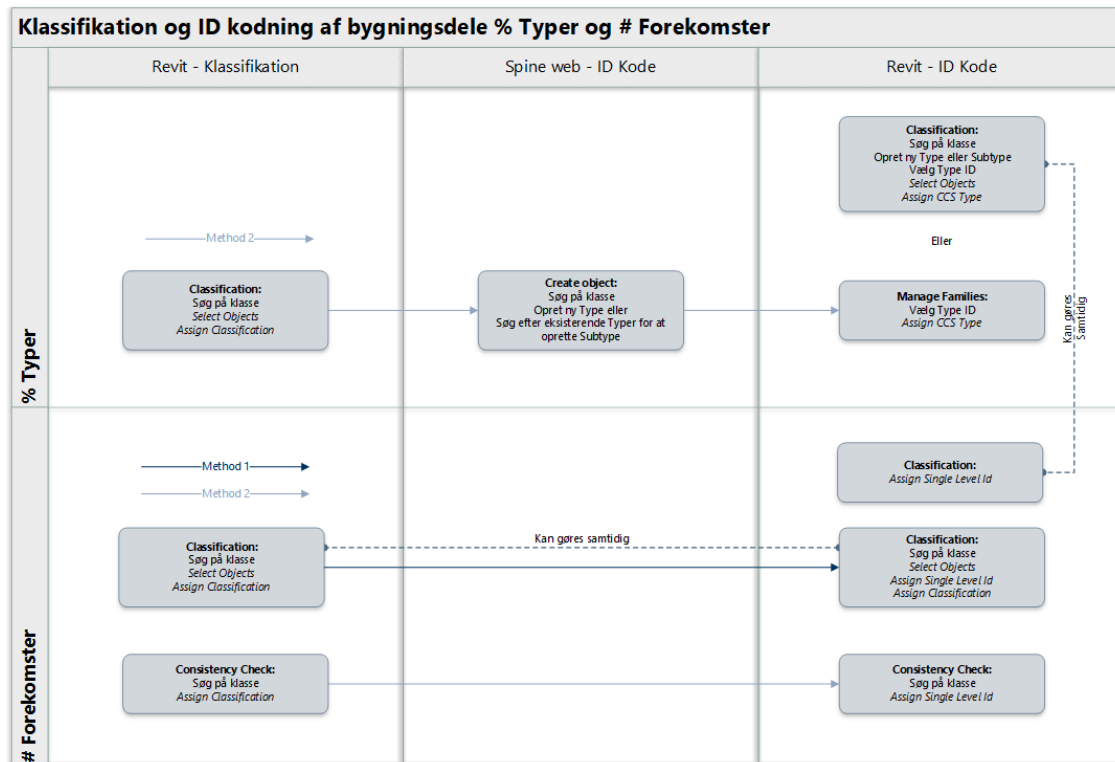 Klassifikation og ID kodning af bygningsdele % Typer og # Forekomster
Revit - Klassifikation
Spine web - ID Kode
Revit - ID Kode
% Typer
Method 2
Classification:
Søg på klasse
Select Objects
Assign Classification
Create object:
Søg på klasse
Opret ny Type eller
Søg efter eksisterende Typer for at
oprette Subtype
Classification:
Søg på klasse
Opret ny Type eller Subtype
Vælg Type ID
Select Objects
Assign CCS Type
Eller
Manage Families:
Vælg Type ID
Assign CCS Type
Kan gøres
Samtidig
# Forekomster
Method 1
Method 2
Classification:
Assign Single Level Id
Classification:
Søg på klasse
Select Objects
Assign Classification
Kan gøres samtidig
Classification:
Søg på klasse
Select Objects
Assign Single Level Id
Assign Classification
Consistency Check:
Søg på klasse
Assign Classification
Consistency Check:
Søg på klasse
Assign Single Level Id